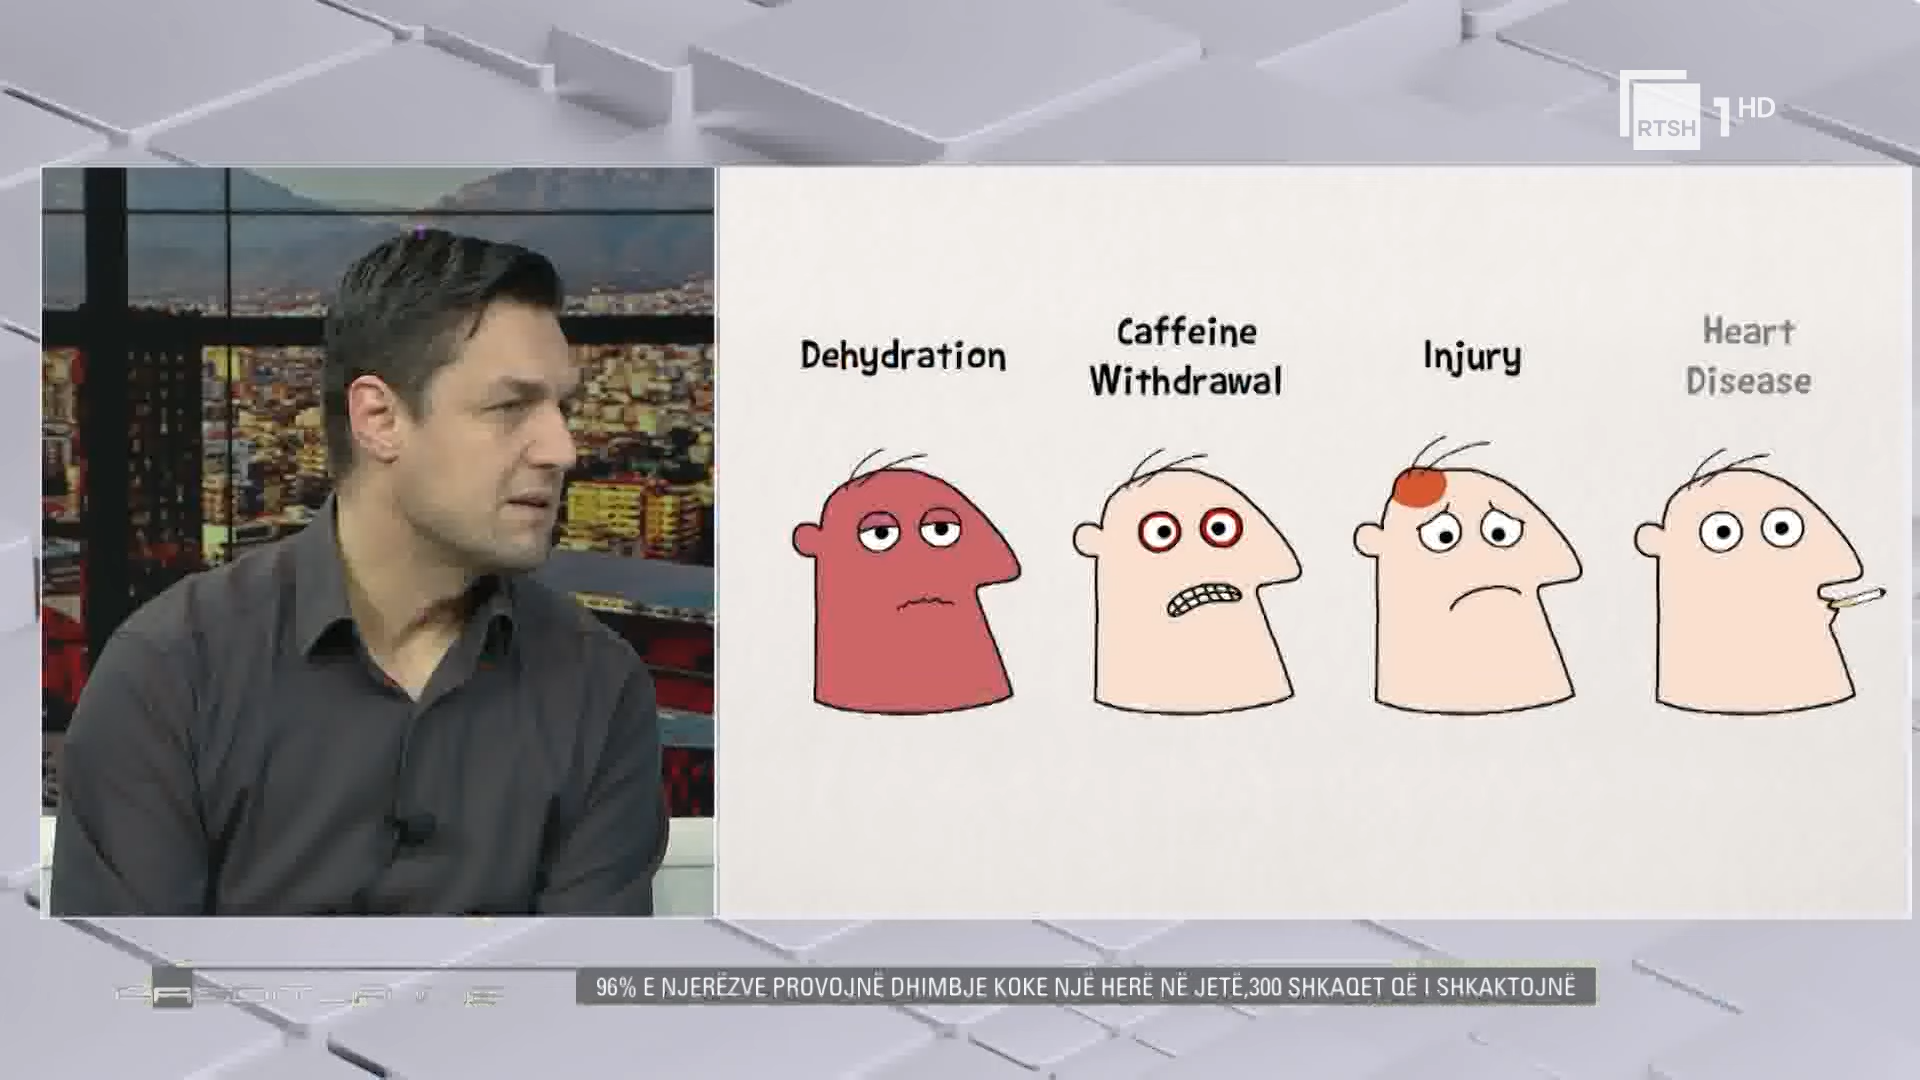 RTSH 1 HD
Dehydration
Caffeine
Withdrawal
Injury
Heart
Disease
96% E NJERËZVE PROVOJNË DHIMBJE KOKE NJË HERË NË JETË,300 SHKAQET QË I SHKAKTOJNË